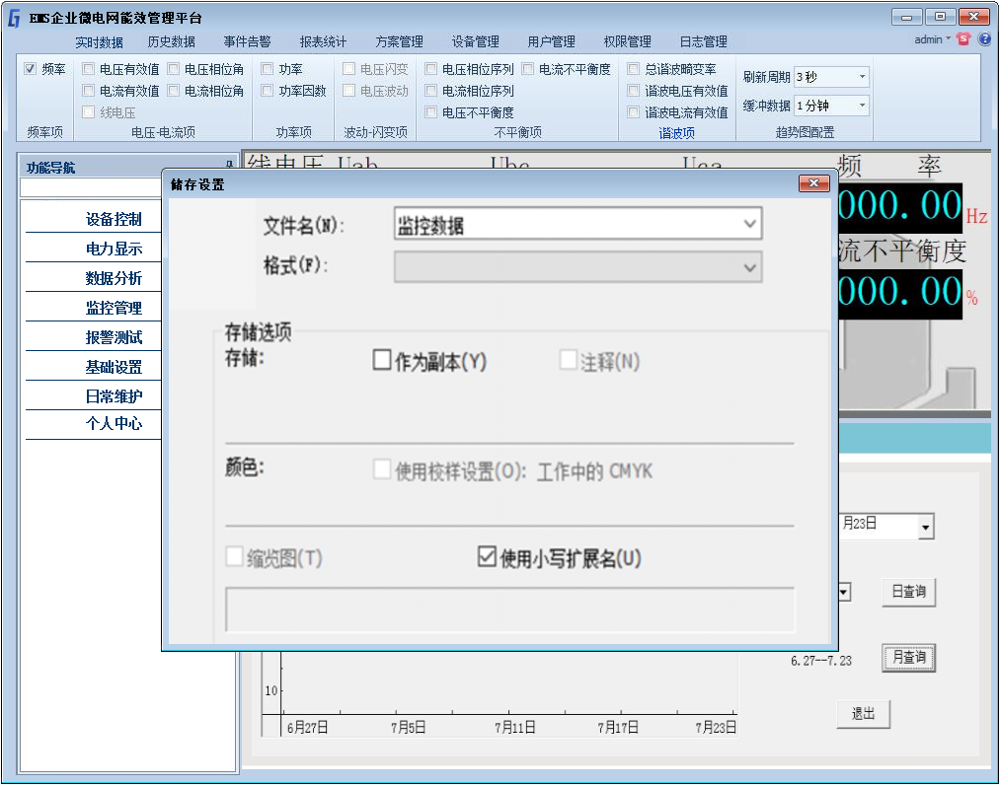 EMS企业微电网能效管理平台
实时数据 历史数据 事件告警 报表统计 方案管理 设备管理 用户管理 权限管理 日志管理 admin
频率 电压有效值 电压相位角 功率 电压闪变 电压相位序列 电流不平衡度 总谐波畸变率 刷新周期 3秒
电流有效值 电流相位角 功率因数 电压波动 电流相位序列 谐波电压有效值 缓冲数据 1分钟
线电压 电压不平衡度 谐波电流有效值
频率项 电压-电流项 功率项 波动-闪变项 不平衡项 谐波项 趋势图配置
功能导航
线电压 Uab Ubc Uca 频 率
设备控制
电力显示
数据分析
监控管理
报警测试
基础设置
日常维护
个人中心
储存设置
文件名(N): 监控数据
格式(F):
存储选项
存储: 作为副本(Y) 注释(N)
颜色: 使用校样设置(O): 工作中的 CMYK
缩览图(T) 使用小写扩展名(U)
000.00 Hz
流不平衡度
000.00 %
月23日
日查询
6.27--7.23 月查询
退出
10
6月27日 7月5日 7月11日 7月17日 7月23日